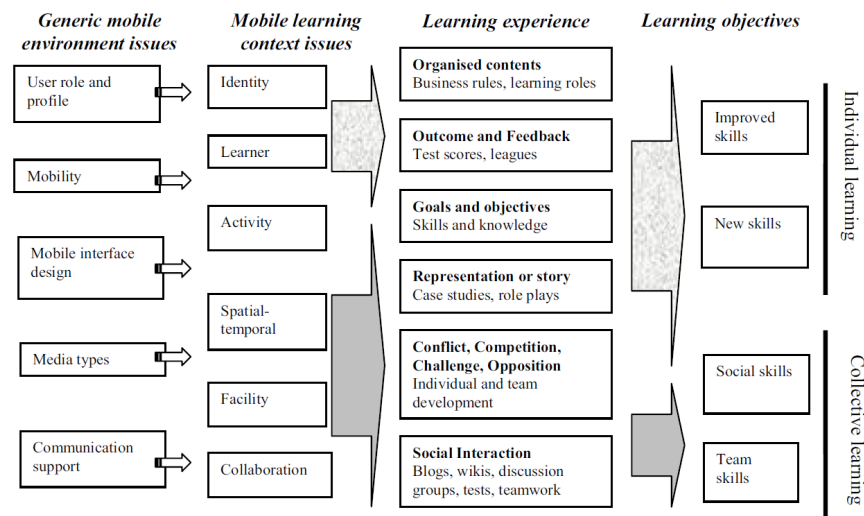 Generic mobile
environment issues
Mobile learning
context issues
Learning experience
Learning objectives
User role and
profile
Mobility
Mobile interface
design
Media types
Communication
support
Identity
Learner
Activity
Spatial-
temporal
Facility
Collaboration
Organised contents
Business rules, learning roles
Outcome and Feedback
Test scores, leagues
Goals and objectives
Skills and knowledge
Representation or story
Case studies, role plays
Conflict, Competition,
Challenge, Opposition
Individual and team
development
Social Interaction
Blogs, wikis, discussion
groups, tests, teamwork
Improved
skills
New skills
Social skills
Team
skills
Individual learning
Collective learning